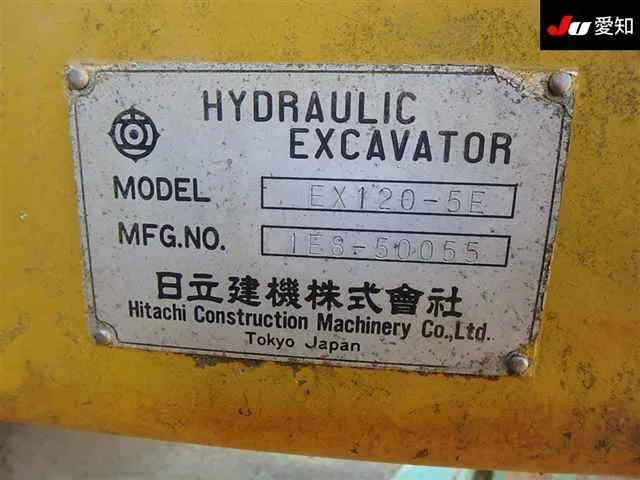 JU 愛知
HYDRAULIC
EXCAVATOR
MODEL EX120-5E
MFG.NO. 1E8-50055
日立建機株式會社
Hitachi Construction Machinery Co.,Ltd.
Tokyo Japan